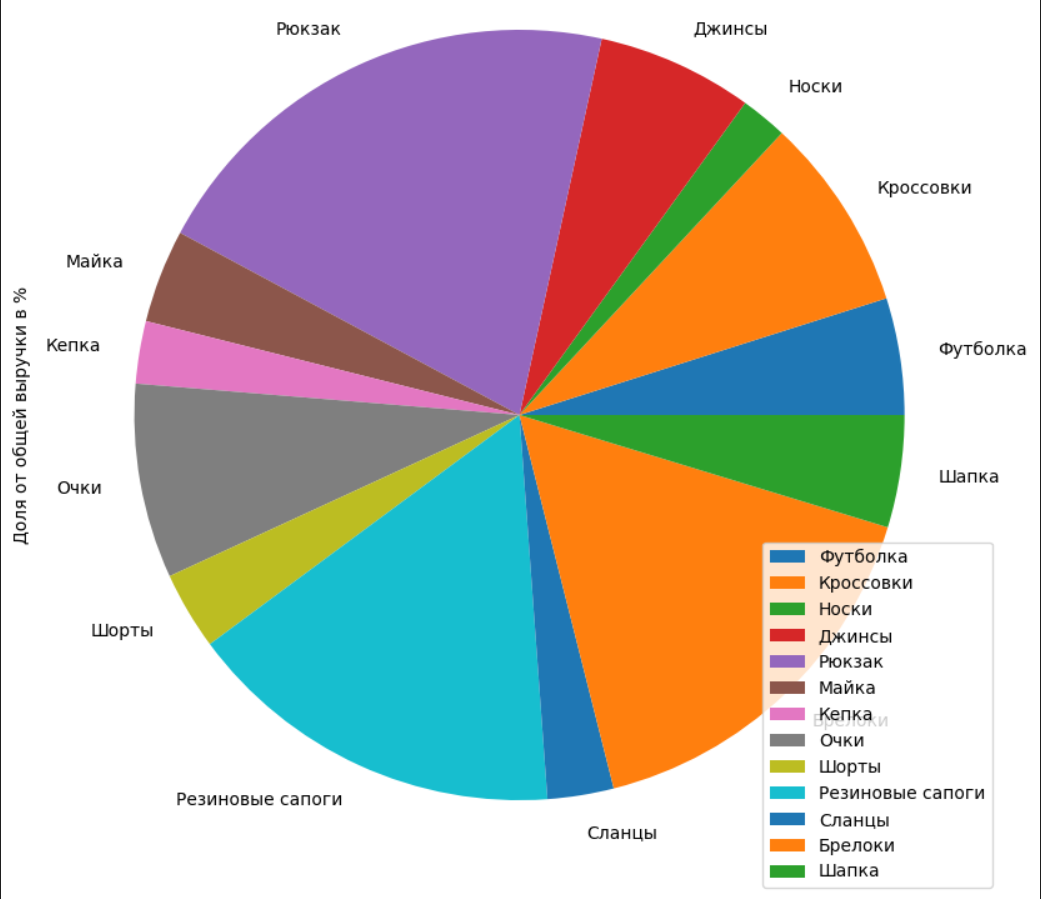 Рюкзак
Джинсы
Носки
Кроссовки
Футболка
Шапка
Майка
Кепка
Очки
Шорты
Резиновые сапоги
Сланцы
Брелоки
Доля от общей выручки в %
Футболка
Кроссовки
Носки
Джинсы
Рюкзак
Майка
Кепка
Очки
Шорты
Резиновые сапоги
Сланцы
Брелоки
Шапка